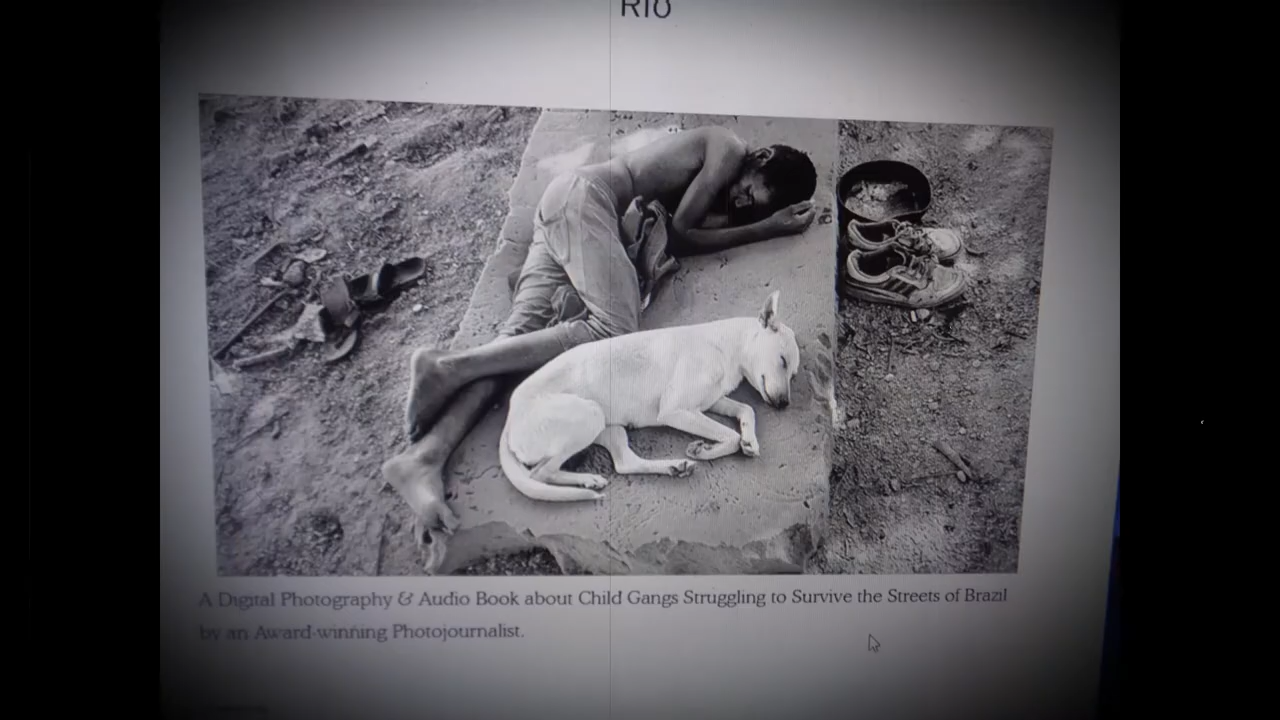 RIO
A Digital Photography & Audio Book about Child Gangs Struggling to Survive the Streets of Brazil
by an Award-winning Photojournalist.